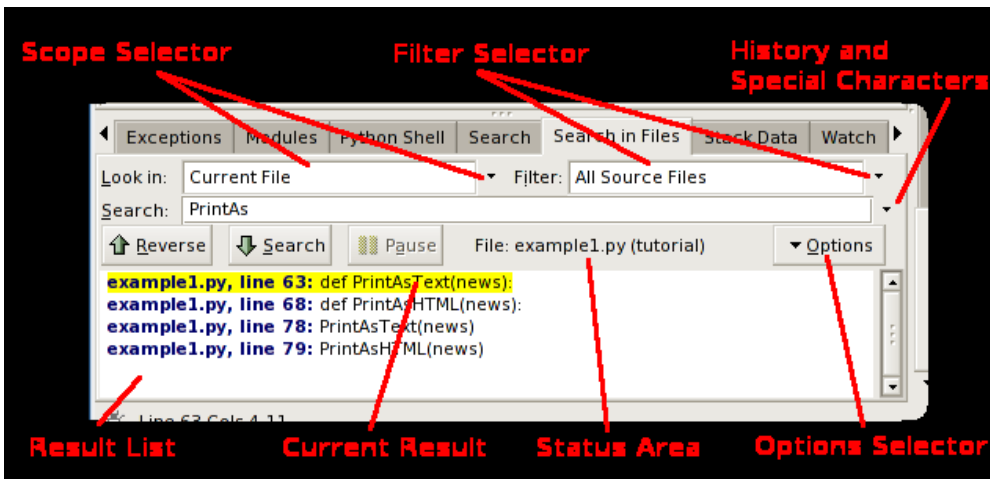 Scope Selector
Filter Selector
History and
Special Characters
Exceptions Modules Python Shell Search Search in Files Stack Data Watch
Look in: Current File Filter: All Source Files
Search: PrintAs
Reverse Search Pause File: example1.py (tutorial) Options
example1.py, line 63: def PrintAsText(news):
example1.py, line 68: def PrintAsHTML(news):
example1.py, line 78: PrintAsText(news)
example1.py, line 79: PrintAsHTML(news)
Line 63 Cols 4-11
Result List
Current Result
Status Area
Options Selector